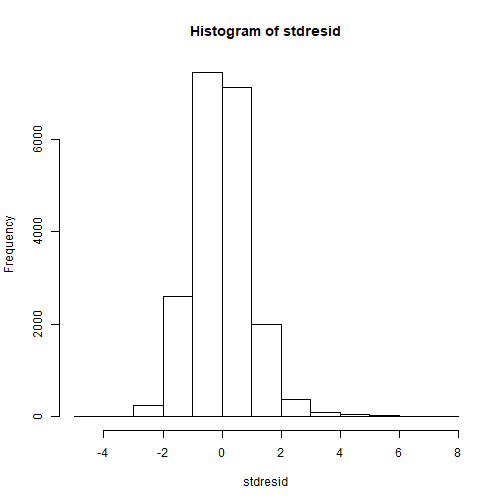 Histogram of stdresid
Frequency
6000
4000
2000
0
-4 -2 0 2 4 6 8
stdresid